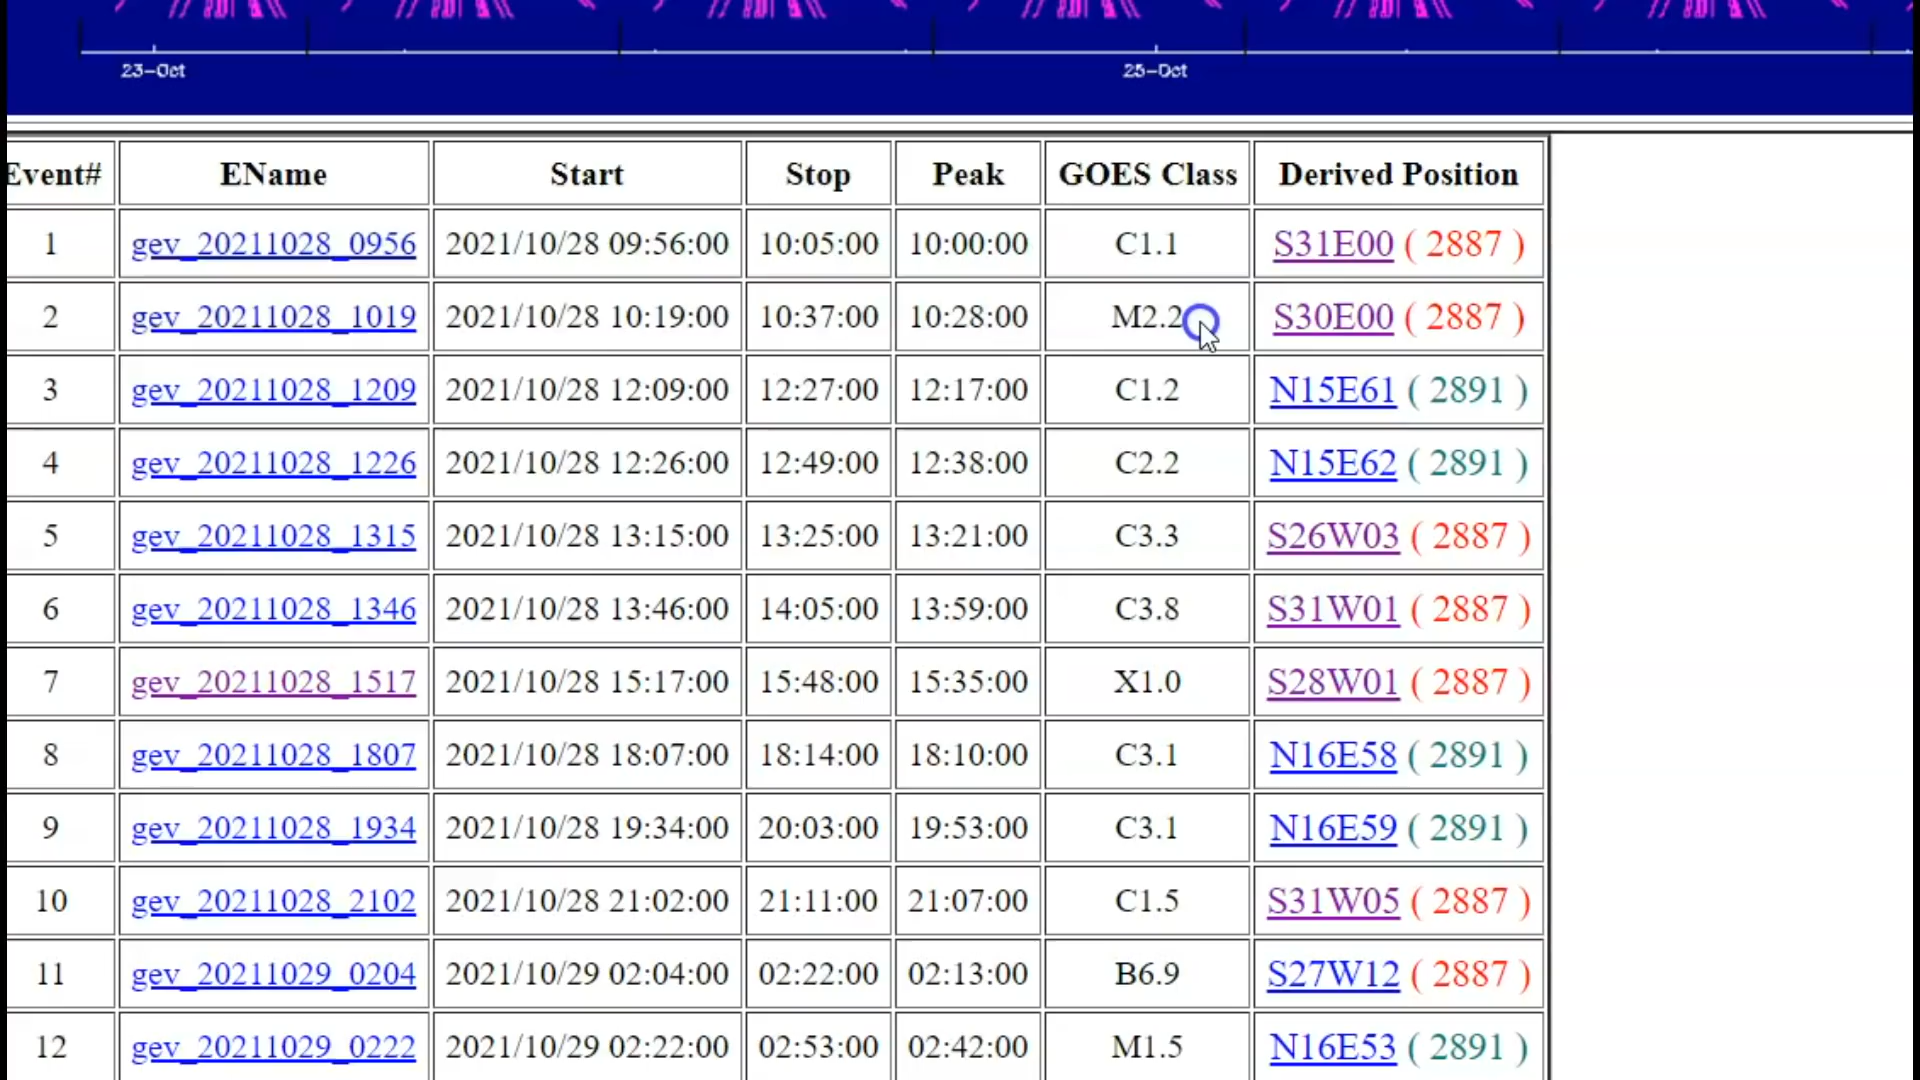 23-Oct 25-Oct
Event# EName Start Stop Peak GOES Class Derived Position
1 gev_20211028_0956 2021/10/28 09:56:00 10:05:00 10:00:00 C1.1 S31E00 ( 2887 )
2 gev_20211028_1019 2021/10/28 10:19:00 10:37:00 10:28:00 M2.2 S30E00 ( 2887 )
3 gev_20211028_1209 2021/10/28 12:09:00 12:27:00 12:17:00 C1.2 N15E61 ( 2891 )
4 gev_20211028_1226 2021/10/28 12:26:00 12:49:00 12:38:00 C2.2 N15E62 ( 2891 )
5 gev_20211028_1315 2021/10/28 13:15:00 13:25:00 13:21:00 C3.3 S26W03 ( 2887 )
6 gev_20211028_1346 2021/10/28 13:46:00 14:05:00 13:59:00 C3.8 S31W01 ( 2887 )
7 gev_20211028_1517 2021/10/28 15:17:00 15:48:00 15:35:00 X1.0 S28W01 ( 2887 )
8 gev_20211028_1807 2021/10/28 18:07:00 18:14:00 18:10:00 C3.1 N16E58 ( 2891 )
9 gev_20211028_1934 2021/10/28 19:34:00 20:03:00 19:53:00 C3.1 N16E59 ( 2891 )
10 gev_20211028_2102 2021/10/28 21:02:00 21:11:00 21:07:00 C1.5 S31W05 ( 2887 )
11 gev_20211029_0204 2021/10/29 02:04:00 02:22:00 02:13:00 B6.9 S27W12 ( 2887 )
12 gev_20211029_0222 2021/10/29 02:22:00 02:53:00 02:42:00 M1.5 N16E53 ( 2891 )